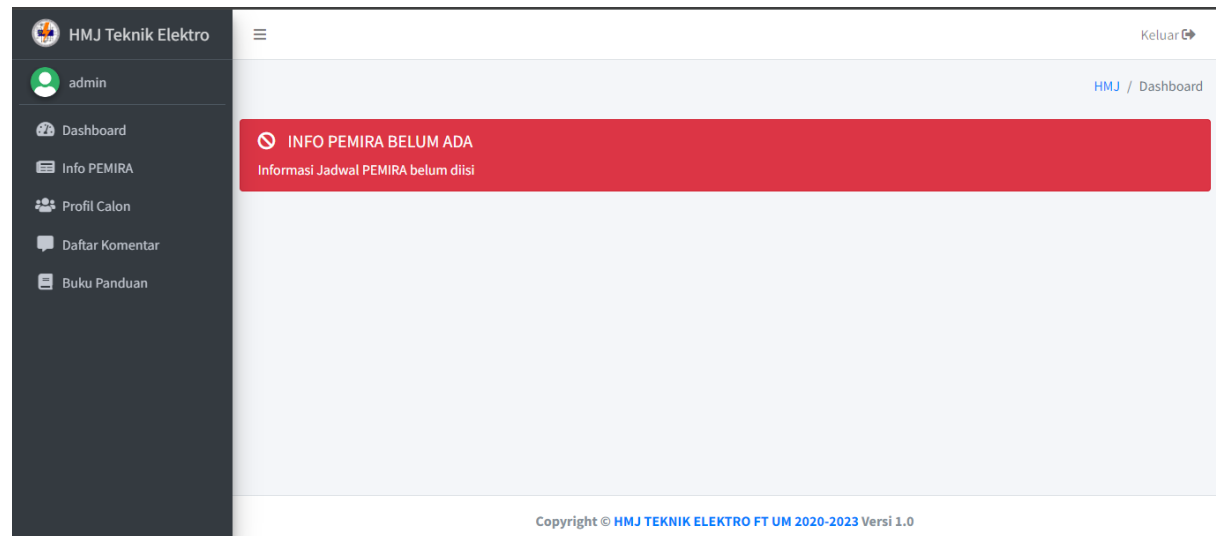 HMJ Teknik Elektro
Keluar
admin
HMJ / Dashboard
Dashboard
Info PEMIRA
Profil Calon
Daftar Komentar
Buku Panduan
INFO PEMIRA BELUM ADA
Informasi Jadwal PEMIRA belum diisi
Copyright © HMJ TEKNIK ELEKTRO FT UM 2020-2023 Versi 1.0